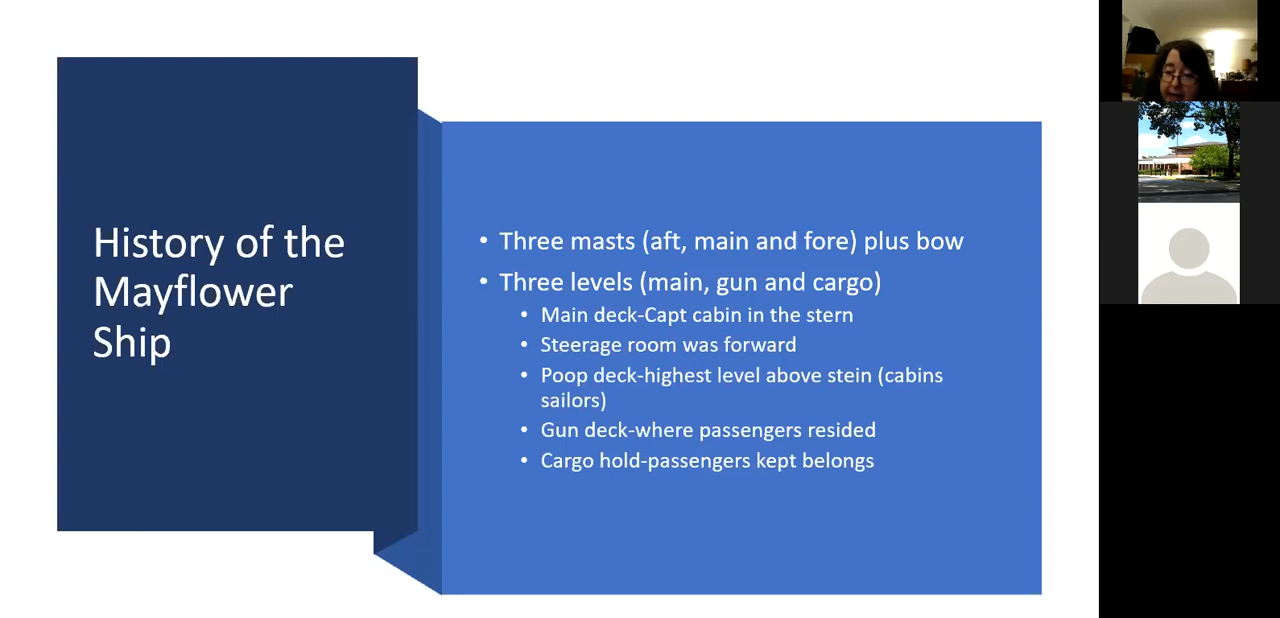 History of the
Mayflower
Ship
• Three masts (aft, main and fore) plus bow
• Three levels (main, gun and cargo)
• Main deck-Capt cabin in the stern
• Steerage room was forward
• Poop deck-highest level above stein (cabins
sailors)
• Gun deck-where passengers resided
• Cargo hold-passengers kept belongs